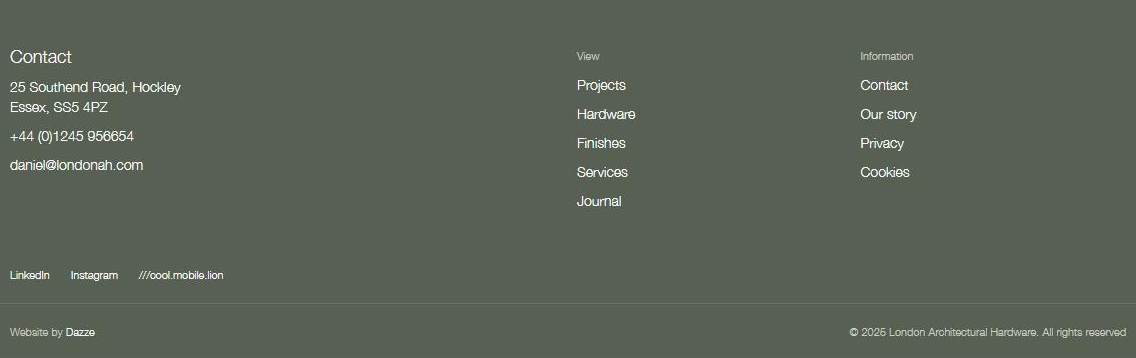 Contact
25 Southend Road, Hockley
Essex, SS5 4PZ
+44 (0)1245 956654
daniel@londonah.com
View
Projects
Hardware
Finishes
Services
Journal
Information
Contact
Our story
Privacy
Cookies
LinkedIn
Instagram
///cool.mobile.lion
Website by Dazze
© 2025 London Architectural Hardware. All rights reserved